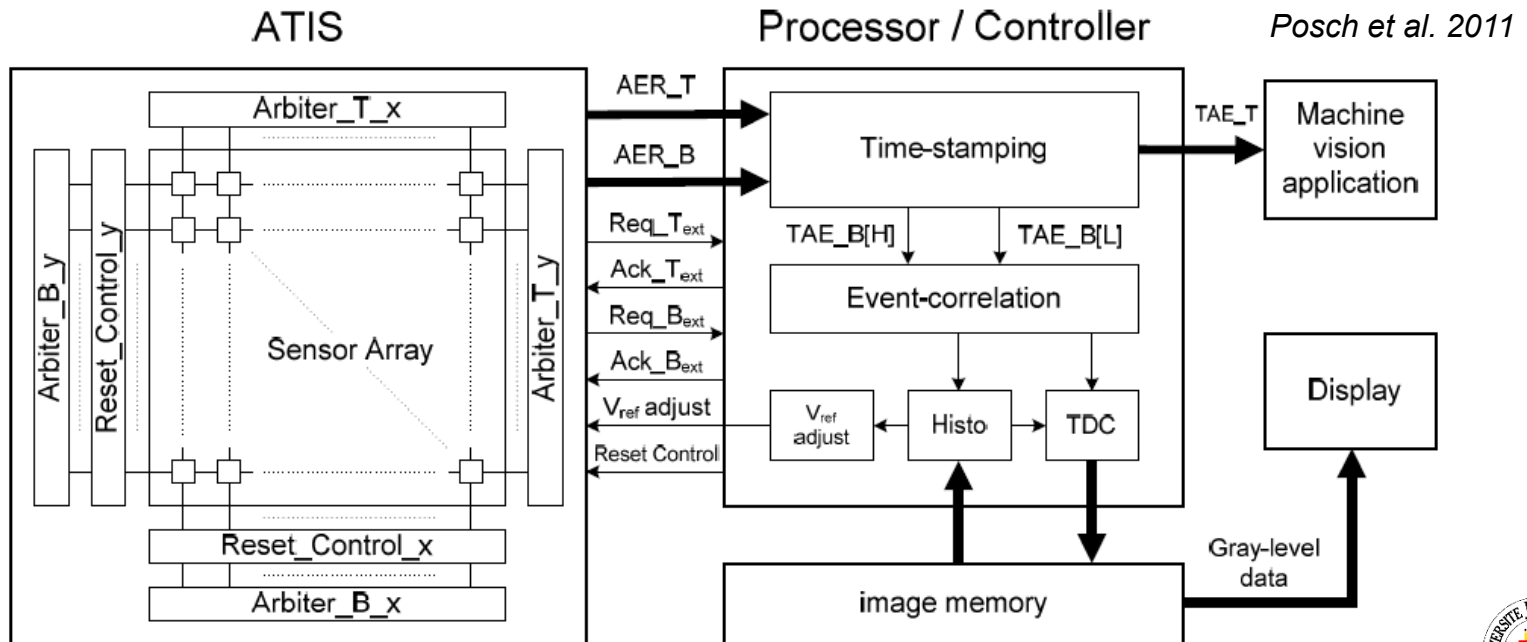 ATIS
Processor / Controller
Posch et al. 2011
Arbiter_T_x
Arbiter_B_y
Reset_Control_y
Sensor Array
Arbiter_T_y
Reset_Control_x
Arbiter_B_x
AER_T
AER_B
Req_Text
Ack_Text
Req_Bext
Ack_Bext
Vref adjust
Reset Control
Time-stamping
TAE_B[H]
TAE_B[L]
Event-correlation
Vref
adjust
Histo
TDC
image memory
TAE_T
Machine
vision
application
Display
Gray-level
data